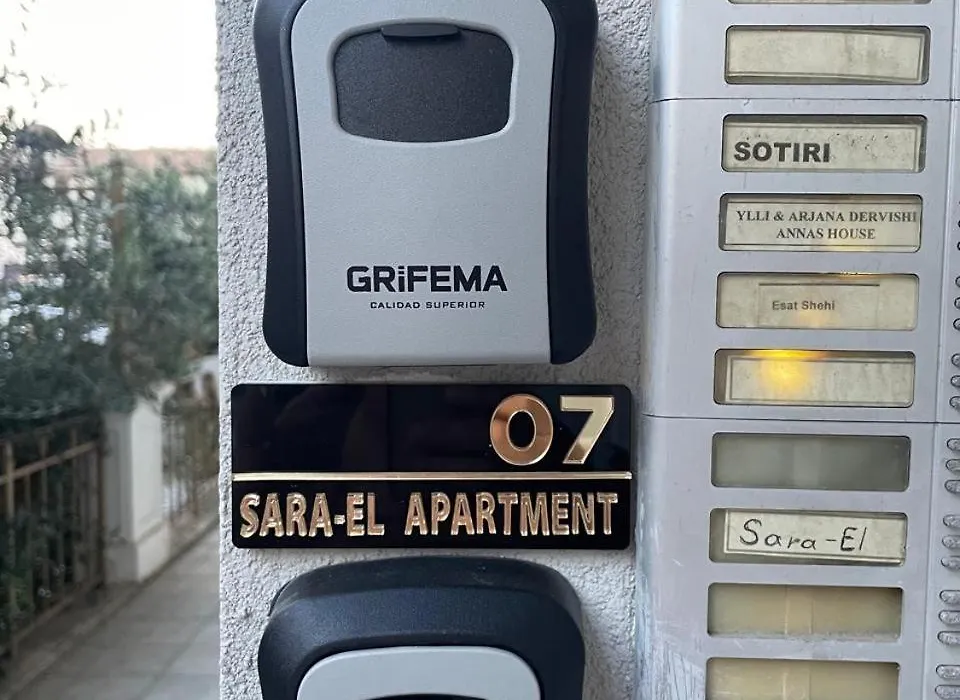 GRiFEMA
CALIDAD SUPERIOR
07
SARA-EL APARTMENT
SOTIRI
YLLI & ARJANA DERVISHI
ANNAS HOUSE
Esat Shehi
Sara-El